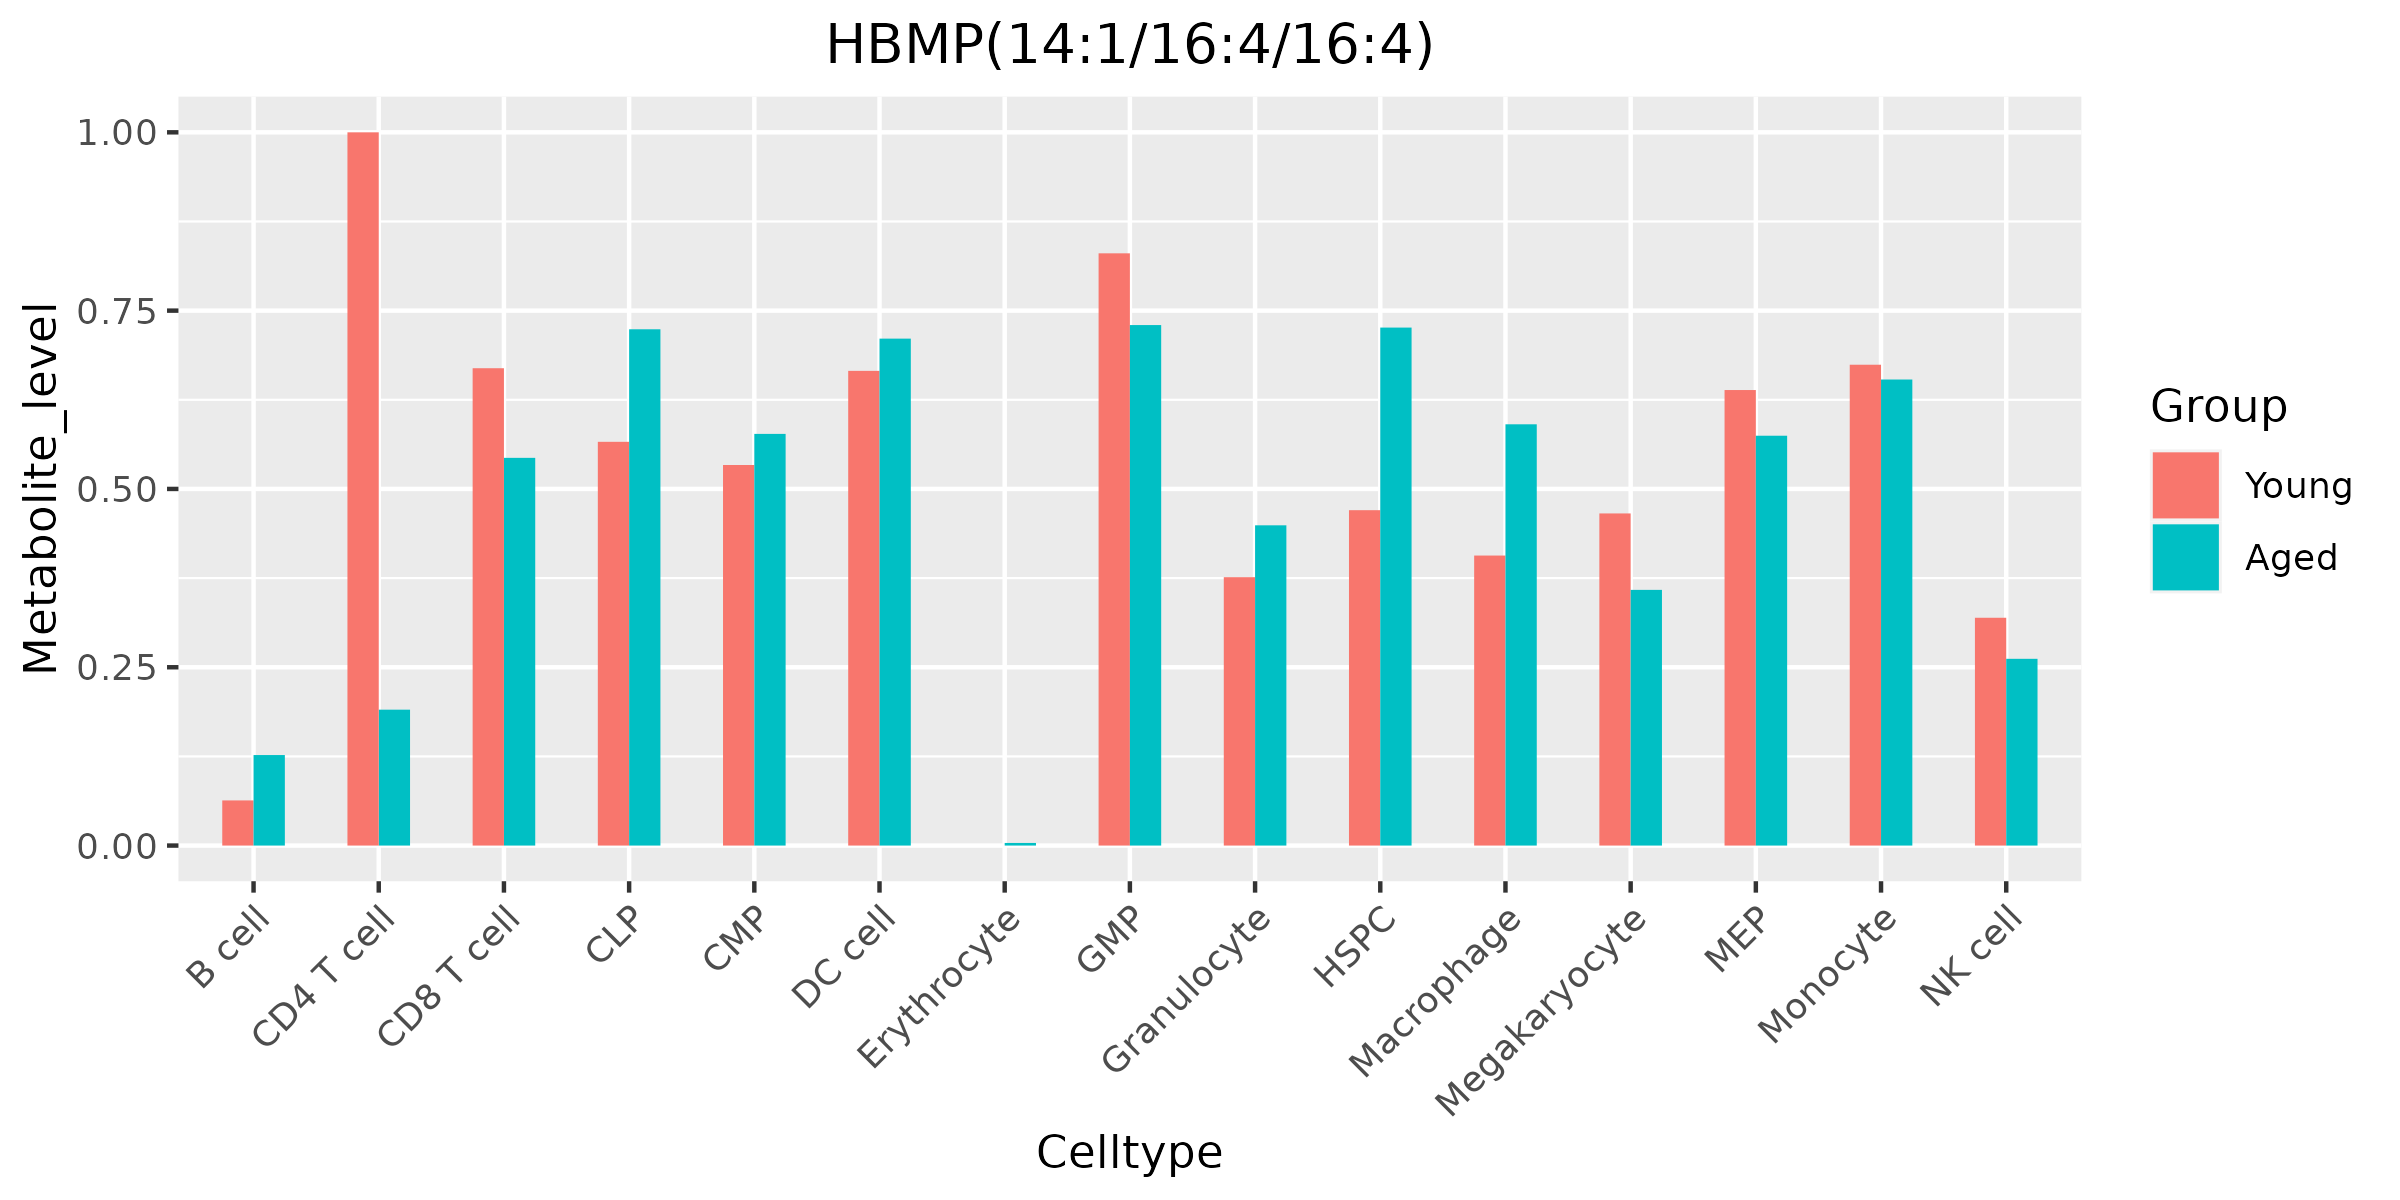 HBMP(14:1/16:4/16:4)
Metabolite_level
1.00
0.75
0.50
0.25
0.00
B cell
CD4 T cell
CD8 T cell
CLP
CMP
DC cell
Erythrocyte
GMP
Granulocyte
HSPC
Macrophage
Megakaryocyte
MEP
Monocyte
NK cell
Celltype
Group
Young
Aged